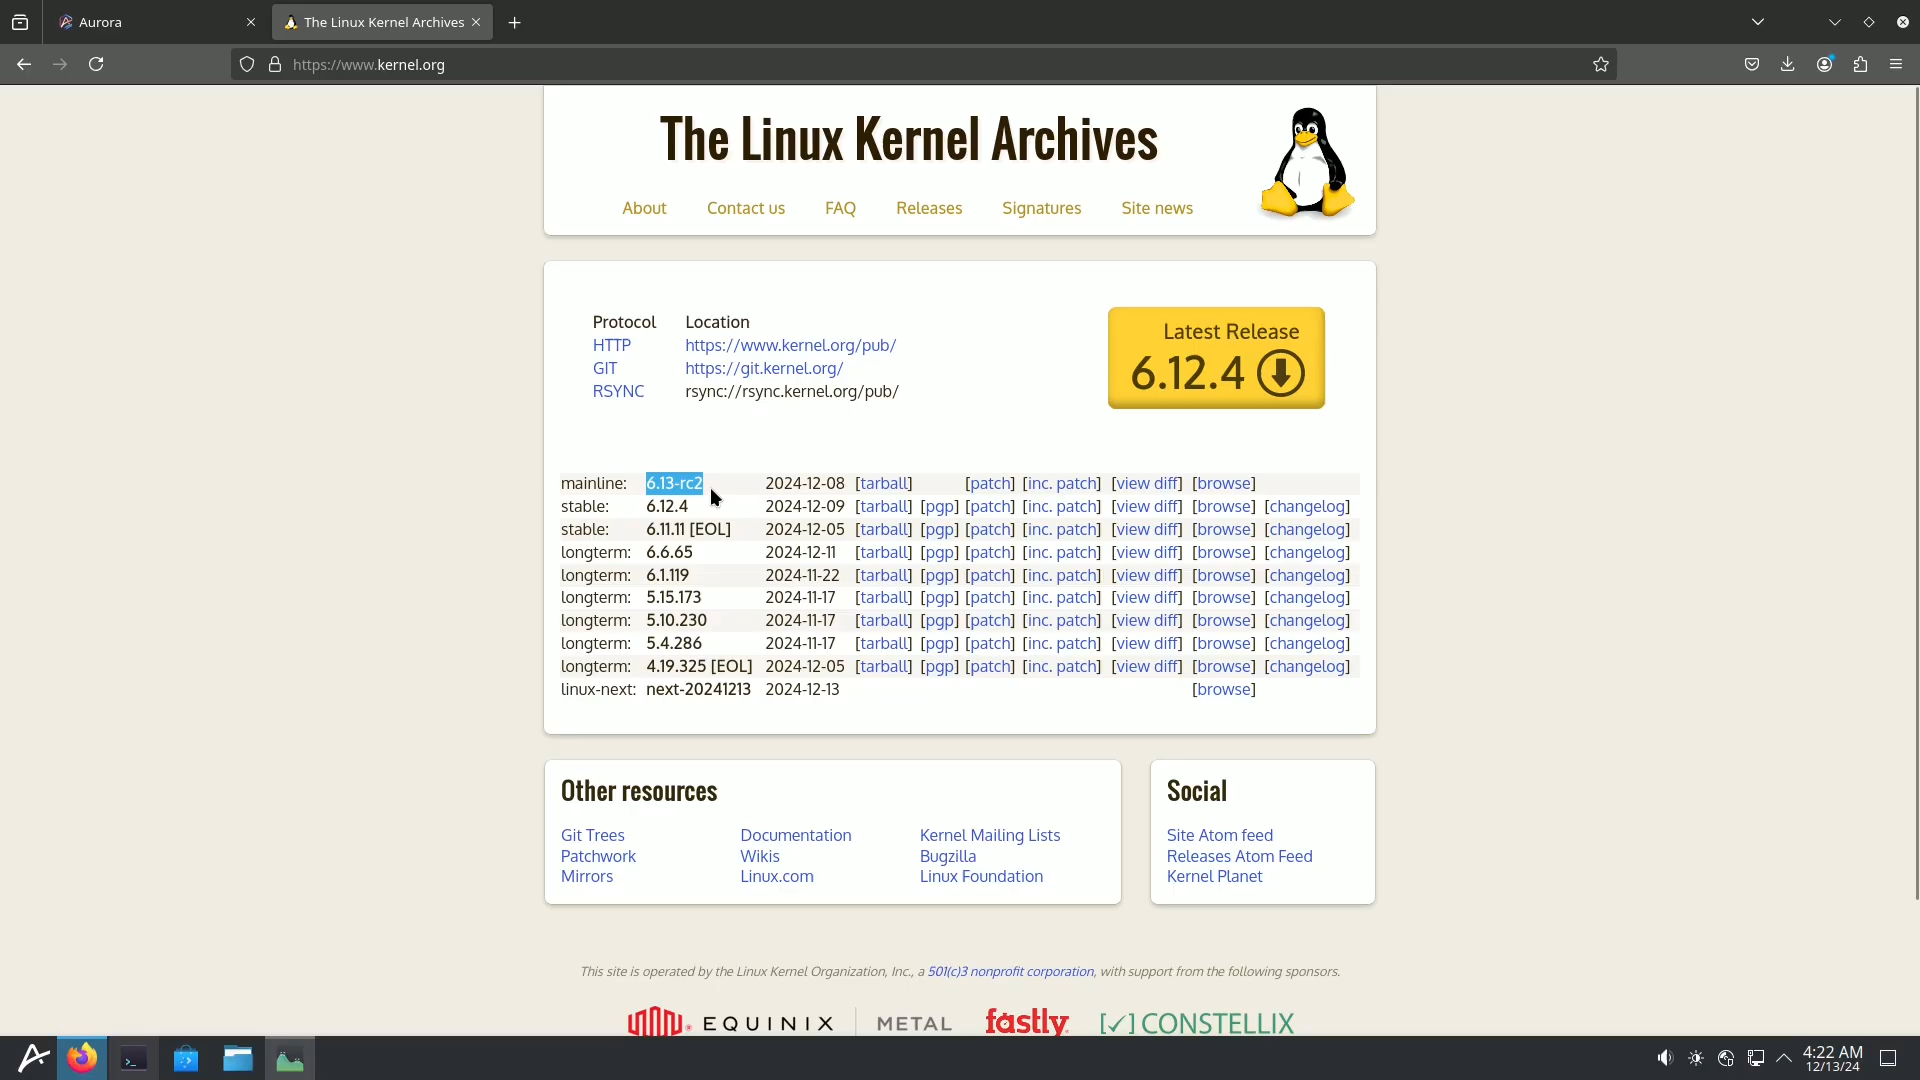 Aurora
The Linux Kernel Archives
https://www.kernel.org
The Linux Kernel Archives
About Contact us FAQ Releases Signatures Site news
Protocol Location
HTTP https://www.kernel.org/pub/
GIT https://git.kernel.org/
RSYNC rsync://rsync.kernel.org/pub/
Latest Release
6.12.4
mainline: 6.13-rc2 2024-12-08 [tarball] [patch] [inc. patch] [view diff] [browse]
stable: 6.12.4 2024-12-09 [tarball] [pgp] [patch] [inc. patch] [view diff] [browse] [changelog]
stable: 6.11.11 [EOL] 2024-12-05 [tarball] [pgp] [patch] [inc. patch] [view diff] [browse] [changelog]
longterm: 6.6.65 2024-12-11 [tarball] [pgp] [patch] [inc. patch] [view diff] [browse] [changelog]
longterm: 6.1.119 2024-11-22 [tarball] [pgp] [patch] [inc. patch] [view diff] [browse] [changelog]
longterm: 5.15.173 2024-11-17 [tarball] [pgp] [patch] [inc. patch] [view diff] [browse] [changelog]
longterm: 5.10.230 2024-11-17 [tarball] [pgp] [patch] [inc. patch] [view diff] [browse] [changelog]
longterm: 5.4.286 2024-11-17 [tarball] [pgp] [patch] [inc. patch] [view diff] [browse] [changelog]
longterm: 4.19.325 [EOL] 2024-12-05 [tarball] [pgp] [patch] [inc. patch] [view diff] [browse] [changelog]
linux-next: next-20241213 2024-12-13 [browse]
Other resources
Git Trees Documentation Kernel Mailing Lists
Patchwork Wikis Bugzilla
Mirrors Linux.com Linux Foundation
Social
Site Atom feed
Releases Atom Feed
Kernel Planet
This site is operated by the Linux Kernel Organization, Inc., a 501(c)3 nonprofit corporation, with support from the following sponsors.
EQUINIX METAL fastly CONSTELLIX
4:22 AM
12/13/24